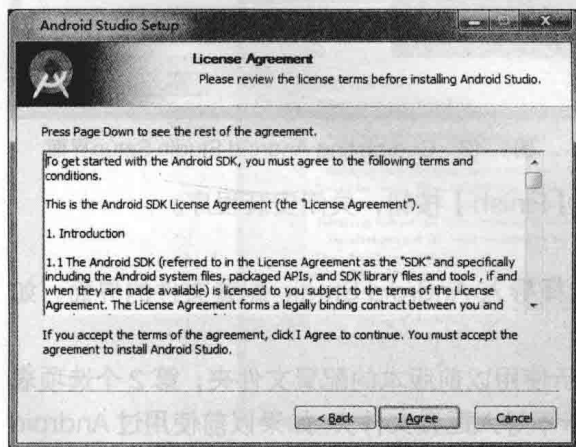 Android Studio Setup
License Agreement
Please review the license terms before installing Android Studio.
Press Page Down to see the rest of the agreement.
To get started with the Android SDK, you must agree to the following terms and
conditions.
This is the Android SDK License Agreement (the "License Agreement").
1. Introduction
1.1 The Android SDK (referred to in the License Agreement as the "SDK" and specifically
including the Android system files, packaged APIs, and SDK library files and tools , if and
when they are made available) is licensed to you subject to the terms of the License
Agreement. The License Agreement forms a legally binding contract between you and
If you accept the terms of the agreement, click I Agree to continue. You must accept the
agreement to install Android Studio.
< Back
I Agree
Cancel